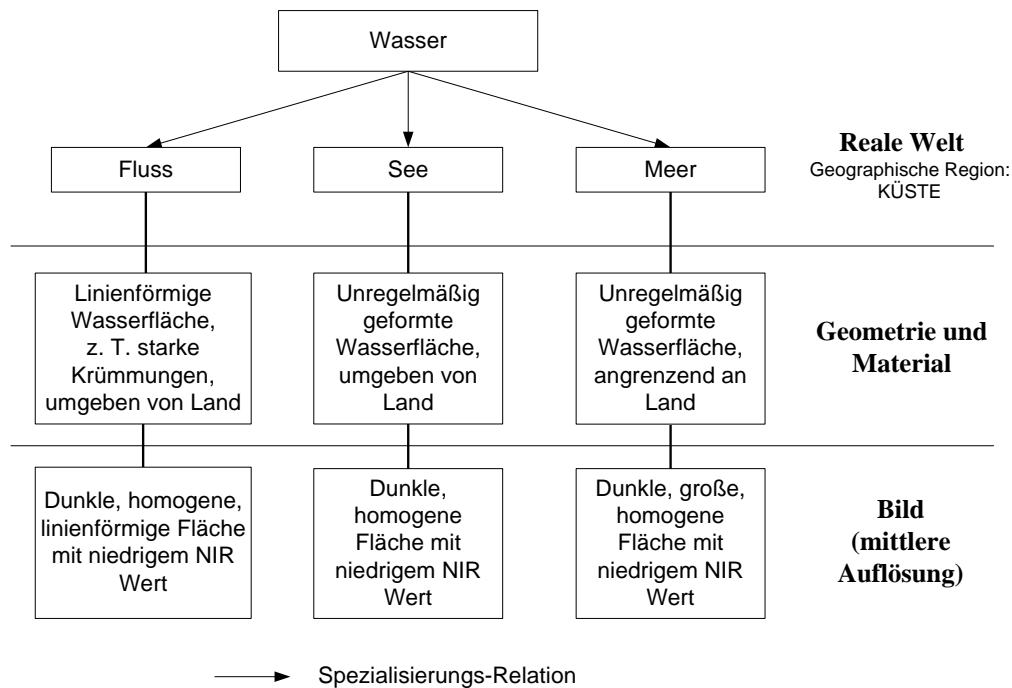 Wasser
Fluss
See
Meer
Reale Welt
Geographische Region:
KÜSTE
Linienförmige
Wasserfläche,
z. T. starke
Krümmungen,
umgeben von Land
Unregelmäßig
geformte
Wasserfläche,
umgeben von
Land
Unregelmäßig
geformte
Wasserfläche,
angrenzend an
Land
Geometrie und
Material
Dunkle, homogene,
linienförmige Fläche
mit niedrigem NIR
Wert
Dunkle,
homogene
Fläche mit
niedrigem NIR
Wert
Dunkle, große,
homogene
Fläche mit
niedrigem NIR
Wert
Bild
(mittlere
Auflösung)
Spezialisierungs-Relation